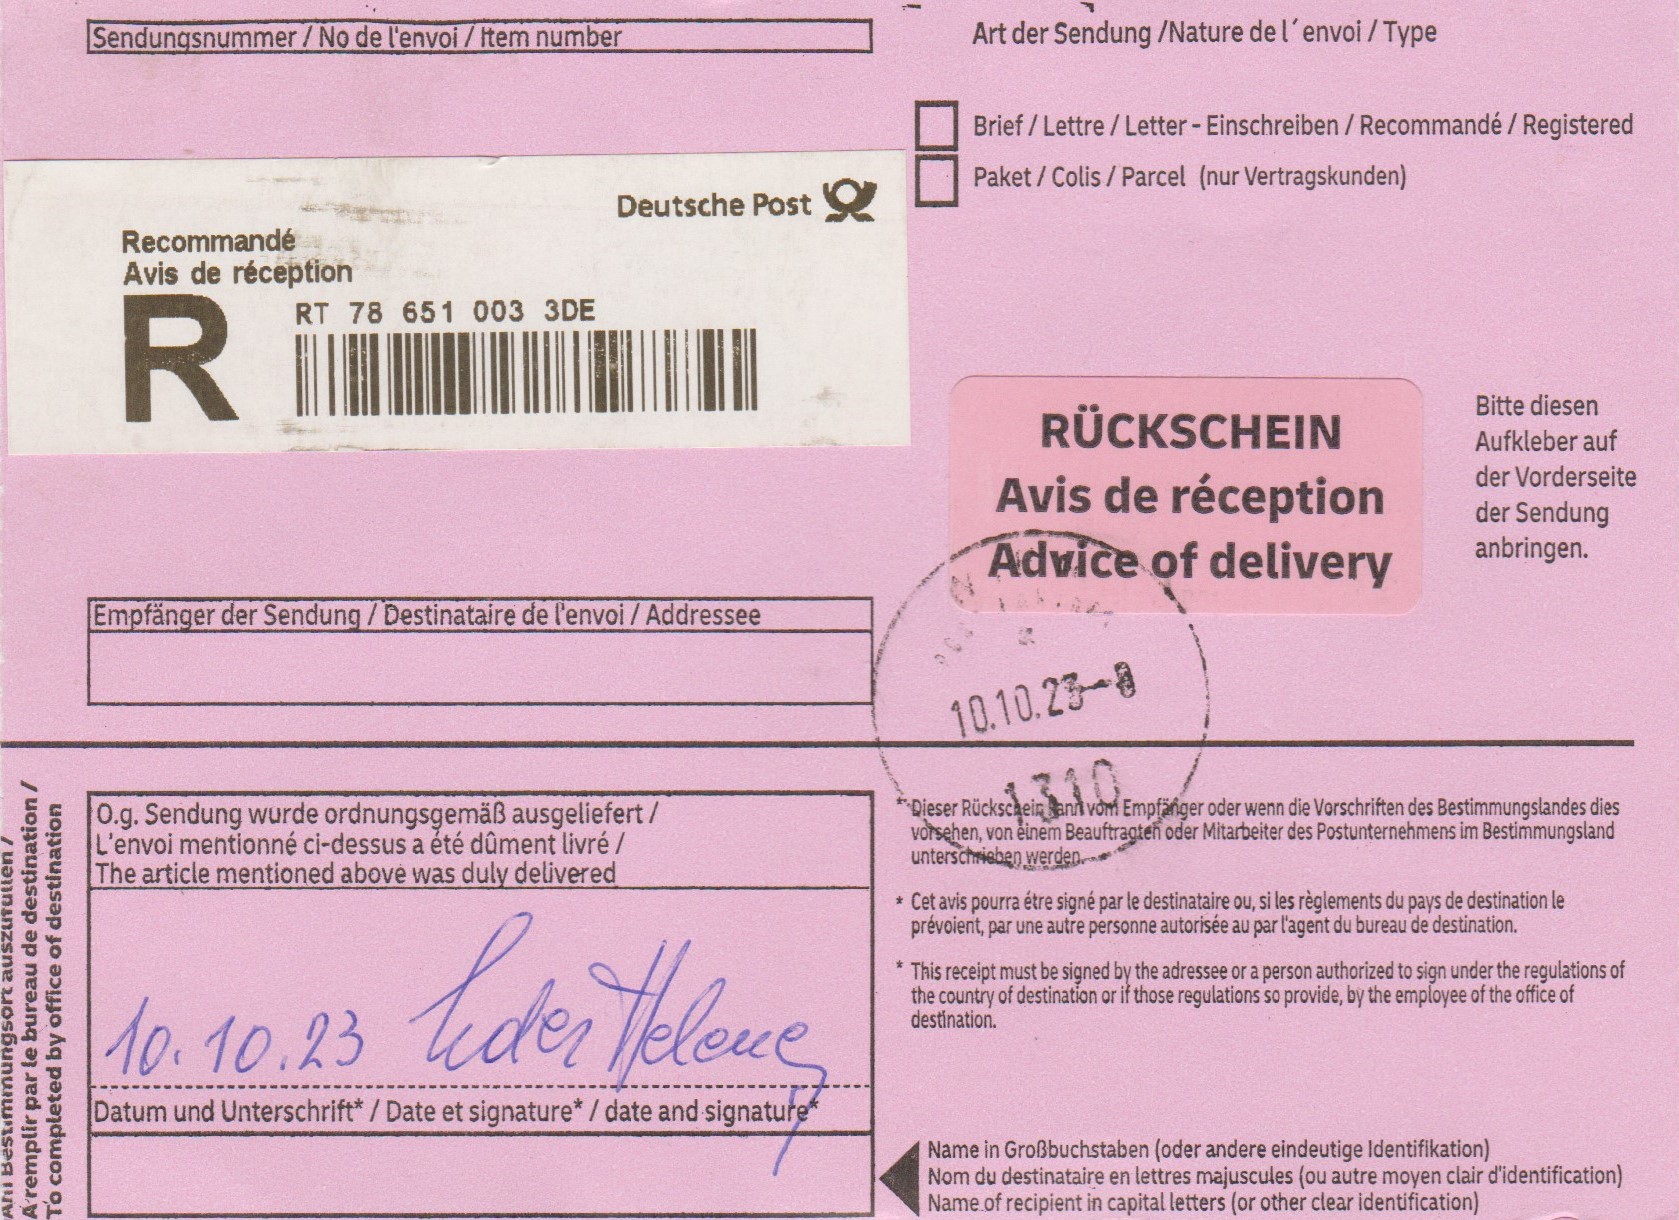 Sendungsnummer / No de l'envoi / Item number
Art der Sendung /Nature de l´envoi / Type
Brief / Lettre / Letter - Einschreiben / Recommandé / Registered
Paket / Colis / Parcel (nur Vertragskunden)
Deutsche Post
Recommandé
Avis de réception
R
RT 78 651 003 3DE
RÜCKSCHEIN
Avis de réception
Advice of delivery
Bitte diesen
Aufkleber auf
der Vorderseite
der Sendung
anbringen.
Empfänger der Sendung / Destinataire de l'envoi / Addressee
10.10.23-8
1310
Am Bestimmungsort auszufüllen /
A remplir par le bureau de destination /
To completed by office of destination
O.g. Sendung wurde ordnungsgemäß ausgeliefert /
L'envoi mentionné ci-dessus a été dûment livré /
The article mentioned above was duly delivered
10.10.23 Helene
Datum und Unterschrift* / Date et signature* / date and signature*
* Dieser Rückschein kann vom Empfänger oder wenn die Vorschriften des Bestimmungslandes dies
vorsehen, von einem Beauftragten oder Mitarbeiter des Postunternehmens im Bestimmungsland
unterschrieben werden.
* Cet avis pourra étre signé par le destinataire ou, si les règlements du pays de destination le
prévoient, par une autre personne autorisée au par l'agent du bureau de destination.
* This receipt must be signed by the adressee or a person authorized to sign under the regulations of
the country of destination or if those regulations so provide, by the employee of the office of
destination.
Name in Großbuchstaben (oder andere eindeutige Identifikation)
Nom du destinataire en lettres majuscules (ou autre moyen clair d'identification)
Name of recipient in capital letters (or other clear identification)